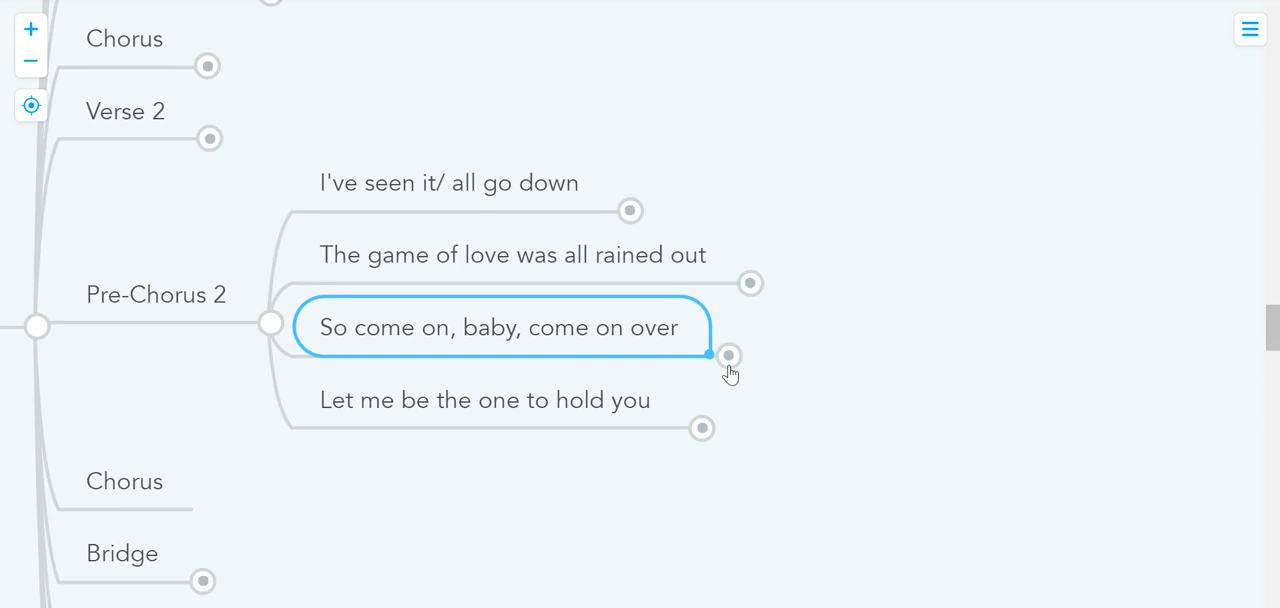 Chorus
Verse 2
I've seen it/ all go down
The game of love was all rained out
Pre-Chorus 2
So come on, baby, come on over
Let me be the one to hold you
Chorus
Bridge